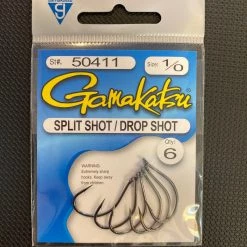 St#. 50411 Size: 1/0
Gamakatsu
SPLIT SHOT / DROP SHOT
Qty:
6
WARNING:
Extremely sharp
hooks. Keep away
from children.